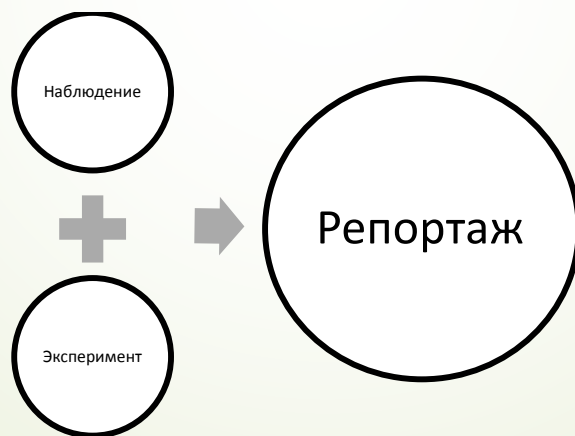 Наблюдение
Эксперимент
Репортаж